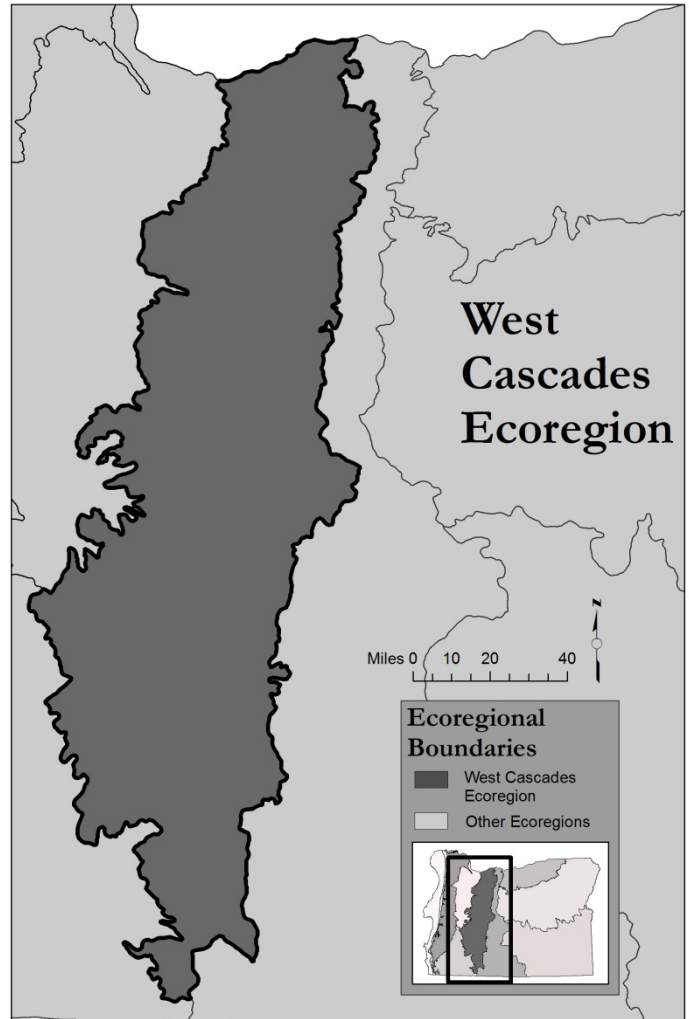 West
Cascades
Ecoregion
Miles 0 10 20 40
Ecoregional
Boundaries
West Cascades
Ecoregion
Other Ecoregions